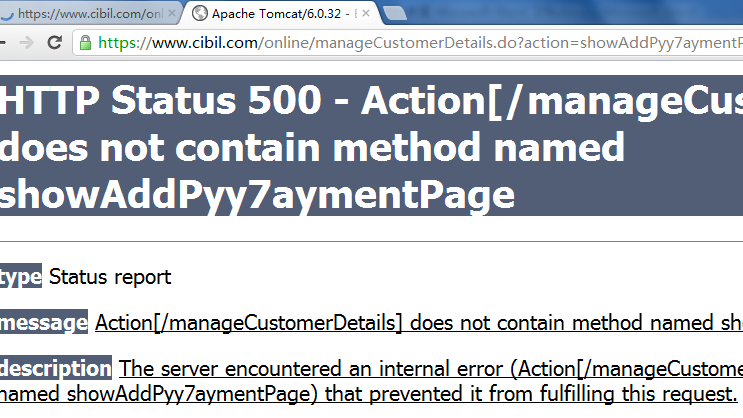 https://www.cibil.com/onl Apache Tomcat/6.0.32 -
https://www.cibil.com/online/manageCustomerDetails.do?action=showAddPyy7aymentP
HTTP Status 500 - Action[/manageCus
does not contain method named
showAddPyy7aymentPage
type Status report
message Action[/manageCustomerDetails] does not contain method named sh
description The server encountered an internal error (Action[/manageCustome
named showAddPyy7aymentPage) that prevented it from fulfilling this request.